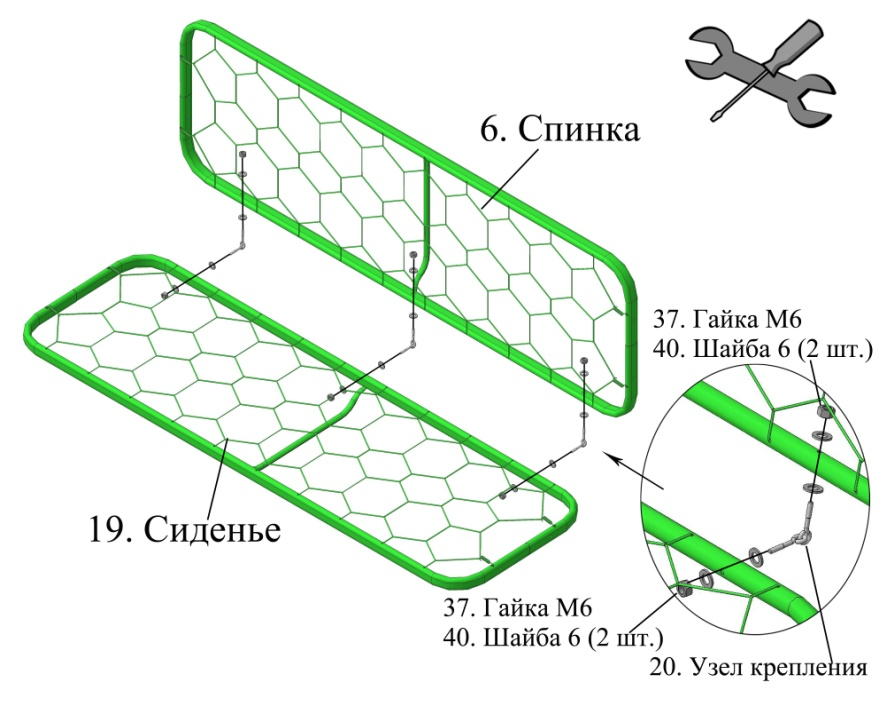 6. Спинка
37. Гайка М6
40. Шайба 6 (2 шт.)
19. Сиденье
37. Гайка М6
40. Шайба 6 (2 шт.)
20. Узел крепления